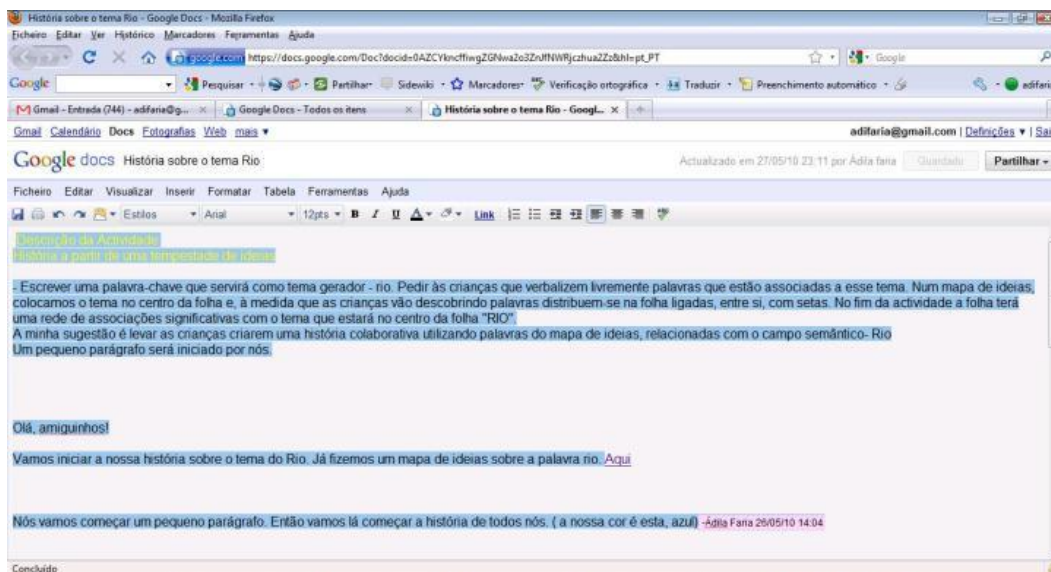 História sobre o tema Rio - Google Docs - Mozilla Firefox
Ficheiro Editar Ver Histórico Marcadores Ferramentas Ajuda
google.com https://docs.google.com/Doc?docid= Google
Google Pesquisar Partilhar Sidewiki Marcadores Verificação ortográfica Traduzir Preenchimento automático adifari
Gmail - Entrada (744) - adifaria@g... Google Docs - Todos os itens História sobre o tema Rio - Googl...
Gmail Calendário Docs Fotografias Web mais adifaria@gmail.com | Definições | Sai
Google docs História sobre o tema Rio Actualizado em 27/05/10 23:11 por Ádila faria Guardado Partilhar
Ficheiro Editar Visualizar Inserir Formatar Tabela Ferramentas Ajuda
Estilos Arial 12pts B I U A Link
Descrição da Actividade
História a partir de uma tempestade de ideias
- Escrever uma palavra-chave que servirá como tema gerador - rio. Pedir às crianças que verbalizem livremente palavras que estão associadas a esse tema. Num mapa de ideias,
colocamos o tema no centro da folha e, à medida que as crianças vão descobrindo palavras distribuem-se na folha ligadas, entre si, com setas. No fim da actividade a folha terá
uma rede de associações significativas com o tema que estará no centro da folha "RIO".
A minha sugestão é levar as crianças criarem uma história colaborativa utilizando palavras do mapa de ideias, relacionadas com o campo semântico- Rio
Um pequeno parágrafo será iniciado por nós.
Olá, amiguinhos!
Vamos iniciar a nossa história sobre o tema do Rio. Já fizemos um mapa de ideias sobre a palavra rio. Aqui
Nós vamos começar um pequeno parágrafo. Então vamos lá começar a história de todos nós. ( a nossa cor é esta, azul) -Ádila Faria 26/05/10 14:04
Concluído